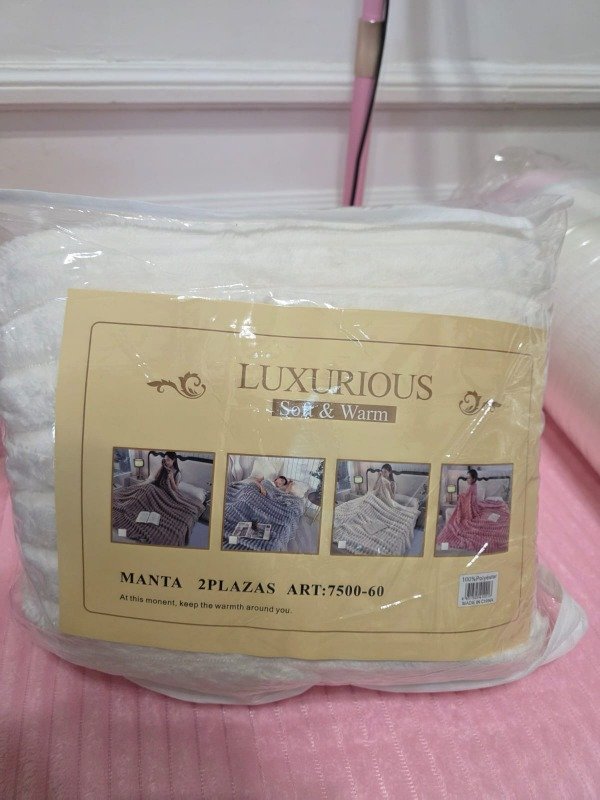 LUXURIOUS
Soft & Warm
MANTA 2PLAZAS ART:7500-60
At this monent, keep the warmth around you.
100%Polyester
MADE IN CHINA